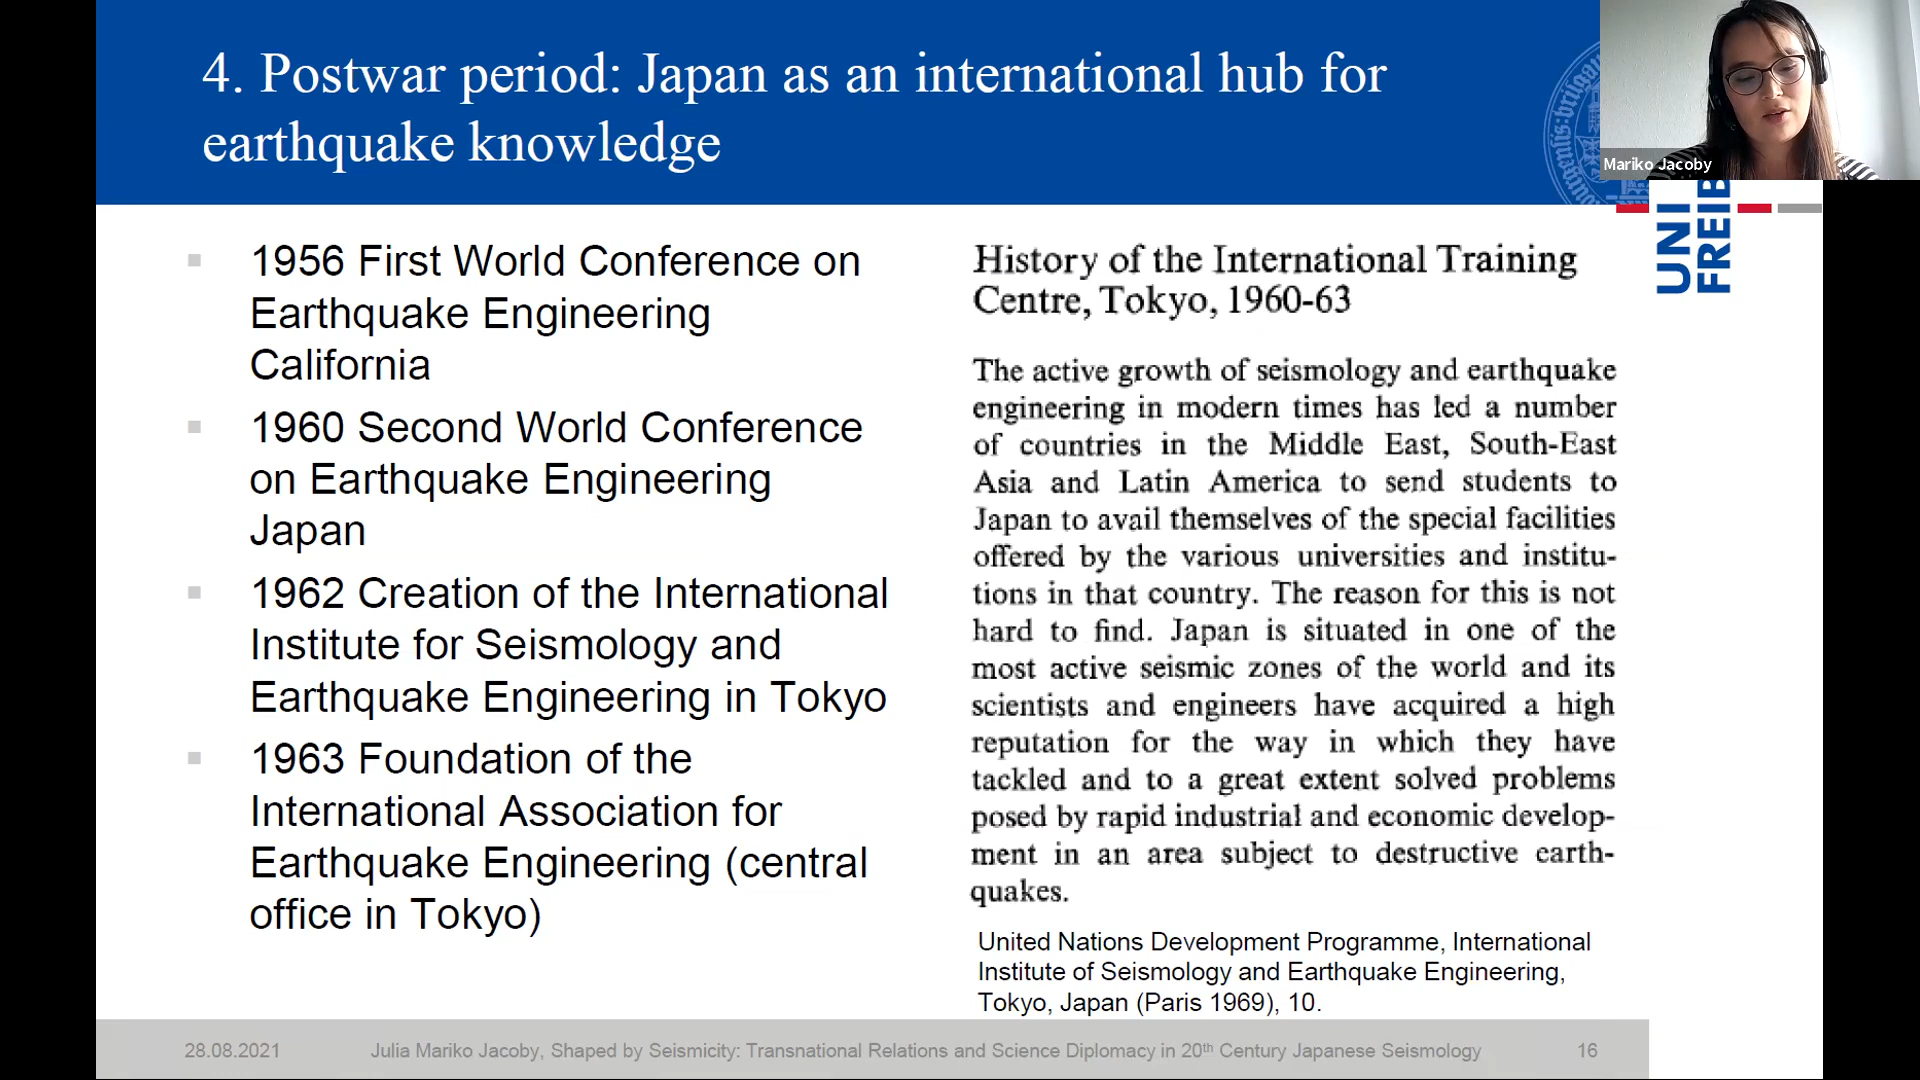 4. Postwar period: Japan as an international hub for
earthquake knowledge
Mariko Jacoby
UNI
FREIB
1956 First World Conference on
Earthquake Engineering
California
1960 Second World Conference
on Earthquake Engineering
Japan
1962 Creation of the International
Institute for Seismology and
Earthquake Engineering in Tokyo
1963 Foundation of the
International Association for
Earthquake Engineering (central
office in Tokyo)
History of the International Training
Centre, Tokyo, 1960-63
The active growth of seismology and earthquake
engineering in modern times has led a number
of countries in the Middle East, South-East
Asia and Latin America to send students to
Japan to avail themselves of the special facilities
offered by the various universities and institu-
tions in that country. The reason for this is not
hard to find. Japan is situated in one of the
most active seismic zones of the world and its
scientists and engineers have acquired a high
reputation for the way in which they have
tackled and to a great extent solved problems
posed by rapid industrial and economic develop-
ment in an area subject to destructive earth-
quakes.
United Nations Development Programme, International
Institute of Seismology and Earthquake Engineering,
Tokyo, Japan (Paris 1969), 10.
28.08.2021
Julia Mariko Jacoby, Shaped by Seismicity: Transnational Relations and Science Diplomacy in 20th Century Japanese Seismology
16